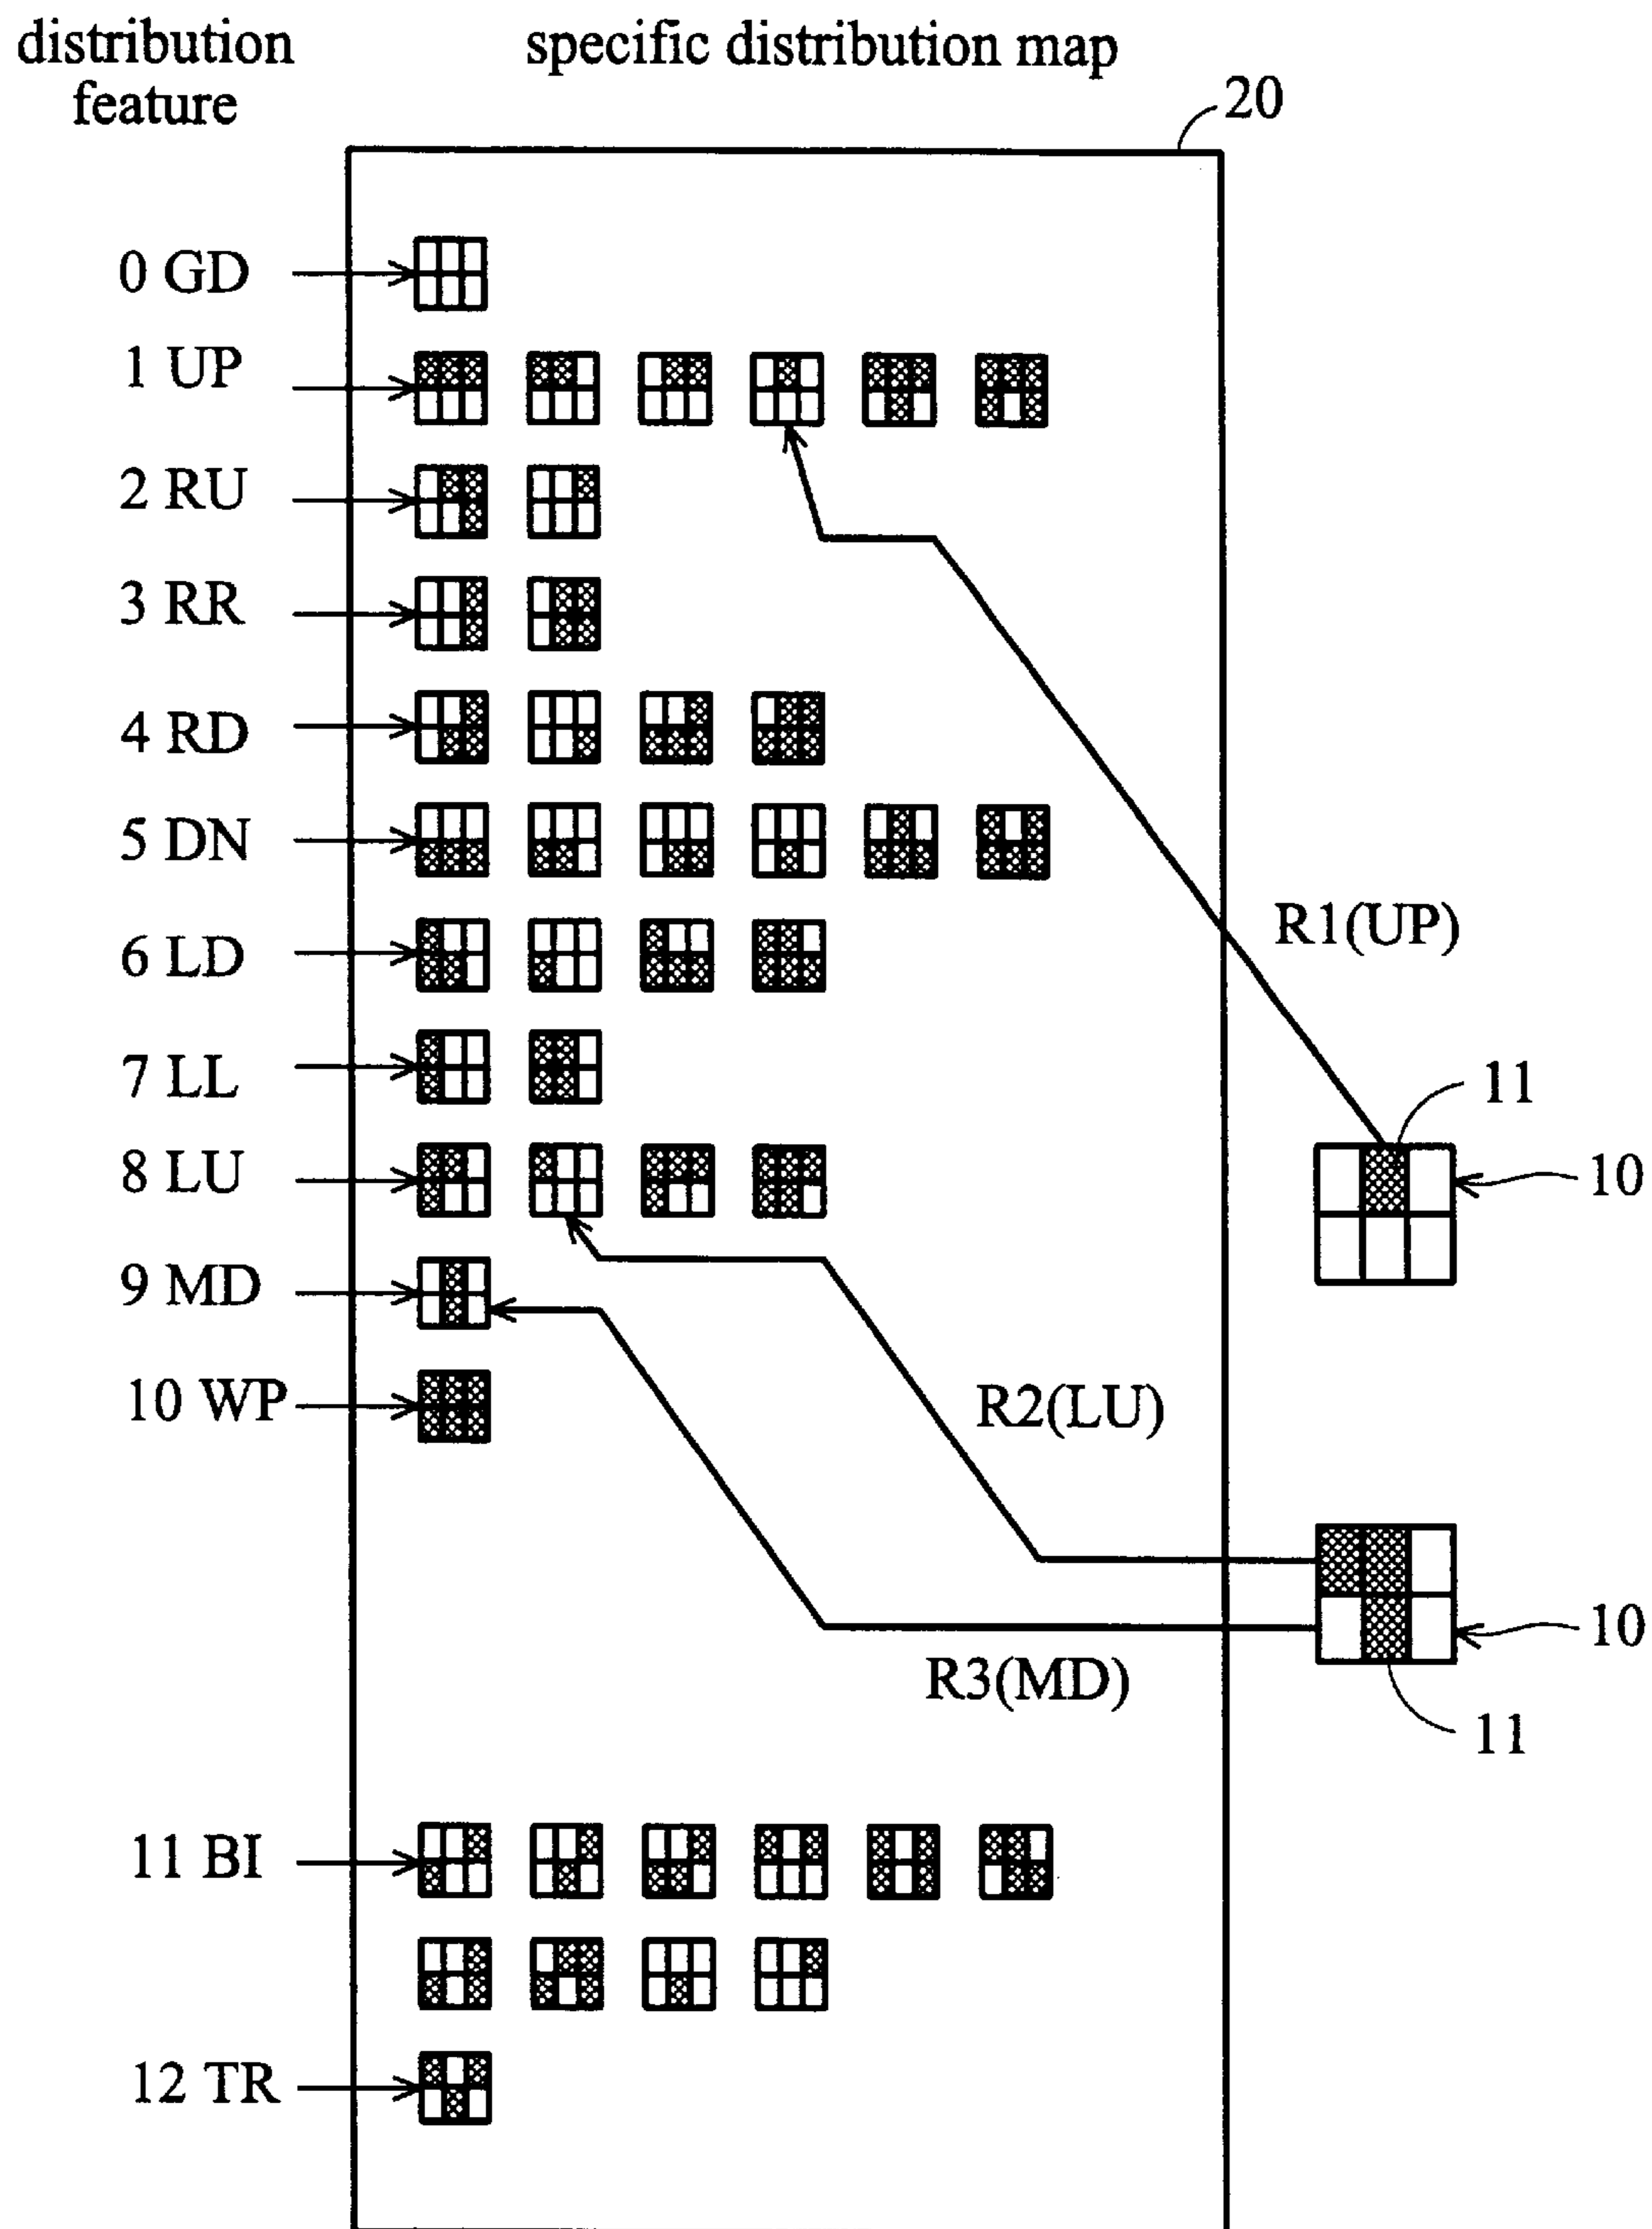 distribution feature
specific distribution map
20
0 GD
1 UP
2 RU
3 RR
4 RD
5 DN
R1(UP)
6 LD
7 LL
11
8 LU
10
9 MD
10 WP
R2(LU)
10
R3(MD)
11
11 BI
12 TR